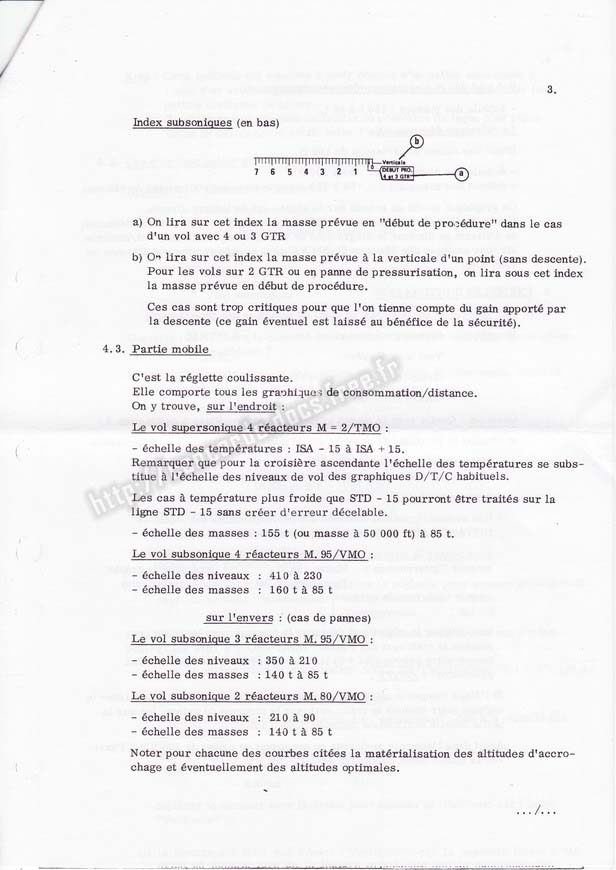 3.
Index subsoniques (en bas)
b
Verticale
7 6 5 4 3 2 1 0
DEBUT PRO.
4 et 3 GTR
a
a) On lira sur cet index la masse prévue en "début de procédure" dans le cas
d'un vol avec 4 ou 3 GTR
b) On lira sur cet index la masse prévue à la verticale d'un point (sans descente).
Pour les vols sur 2 GTR ou en panne de pressurisation, on lira sous cet index
la masse prévue en début de procédure.
Ces cas sont trop critiques pour que l'on tienne compte du gain apporté par
la descente (ce gain éventuel est laissé au bénéfice de la sécurité).
4.3. Partie mobile
C'est la réglette coulissante.
Elle comporte tous les graphiques de consommation/distance.
On y trouve, sur l'endroit :
Le vol supersonique 4 réacteurs M = 2/TMO :
- échelle des températures : ISA - 15 à ISA + 15.
Remarquer que pour la croisière ascendante l'échelle des températures se subs-
titue à l'échelle des niveaux de vol des graphiques D/T/C habituels.
Les cas à température plus froide que STD - 15 pourront être traités sur la
ligne STD - 15 sans créer d'erreur décelable.
- échelle des masses : 155 t (ou masse à 50 000 ft) à 85 t.
Le vol subsonique 4 réacteurs M. 95/VMO :
- échelle des niveaux : 410 à 230
- échelle des masses : 160 t à 85 t
sur l'envers : (cas de pannes)
Le vol subsonique 3 réacteurs M. 95/VMO :
- échelle des niveaux : 350 à 210
- échelle des masses : 140 t à 85 t
Le vol subsonique 2 réacteurs M. 80/VMO :
- échelle des niveaux : 210 à 90
- échelle des masses : 140 t à 85 t
Noter pour chacune des courbes citées la matérialisation des altitudes d'accro-
chage et éventuellement des altitudes optimales.
.../...